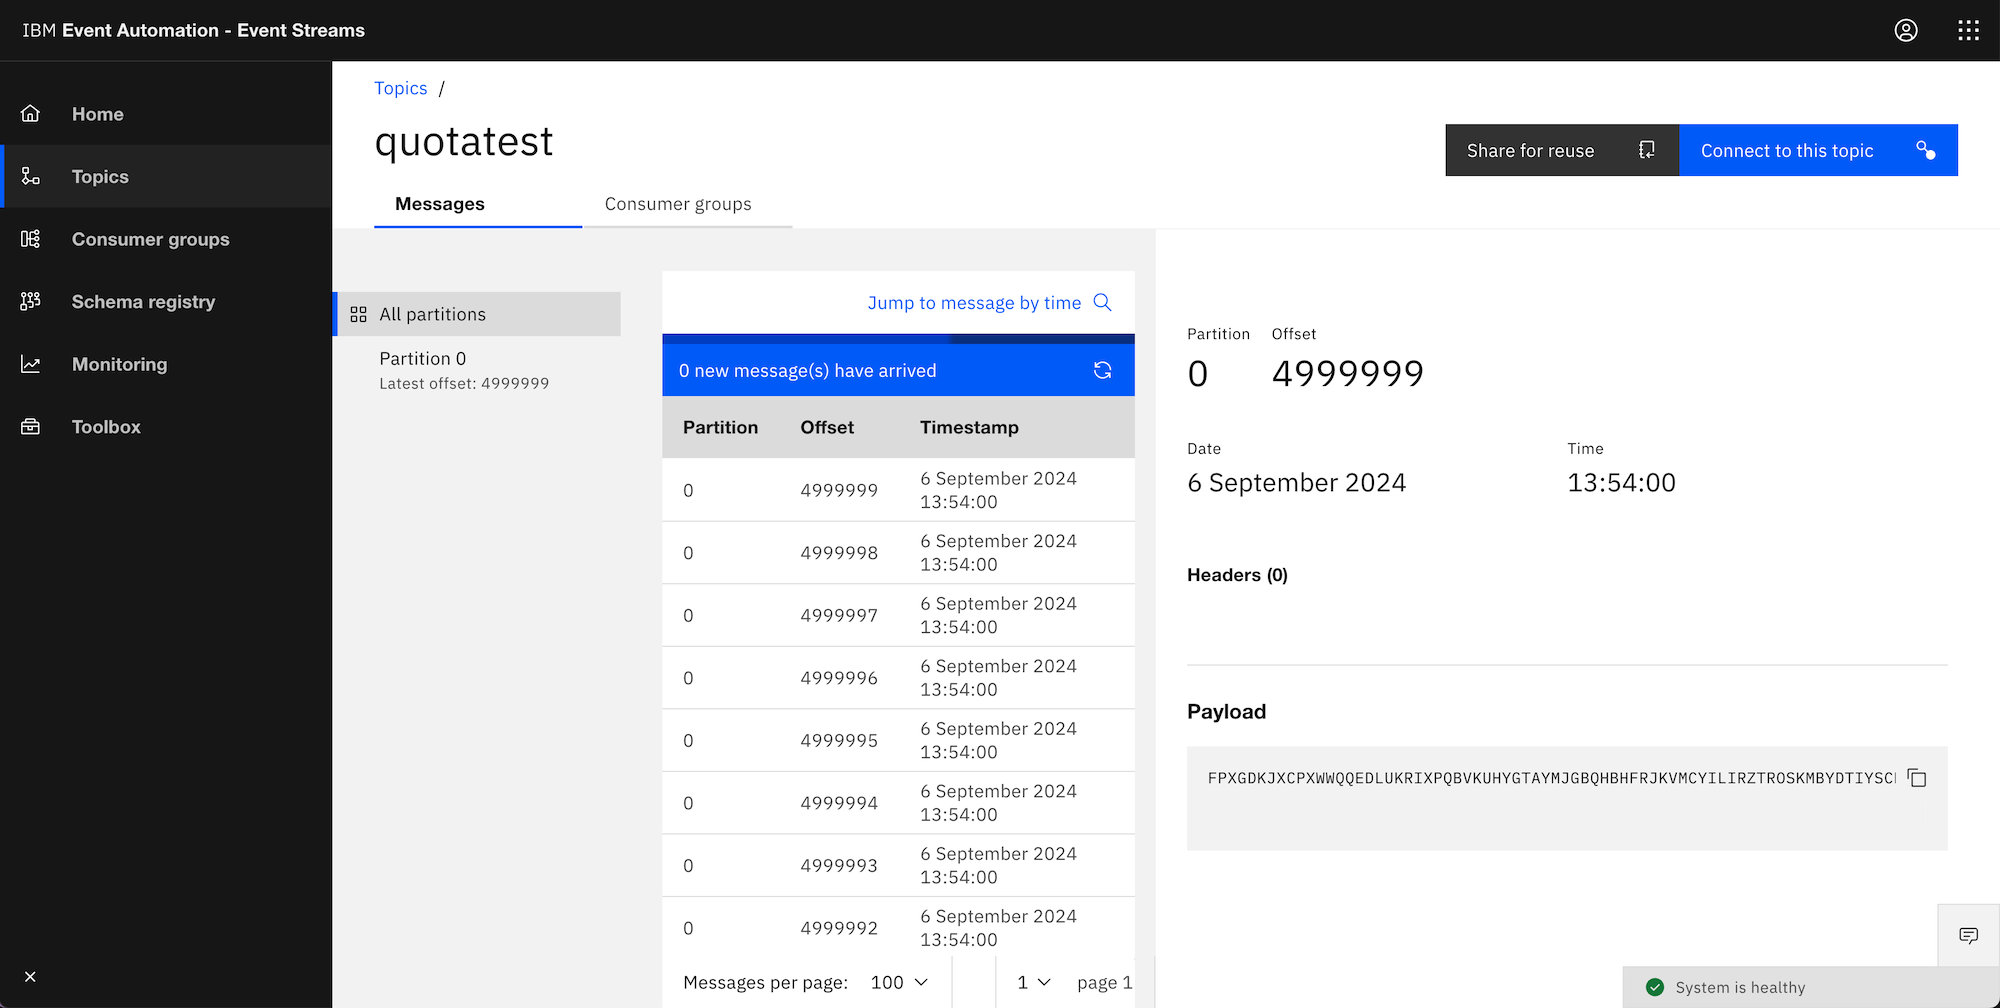 IBM Event Automation - Event Streams
Home
Topics
Consumer groups
Schema registry
Monitoring
Toolbox
Topics /
quotatest
Share for reuse
Connect to this topic
Messages
Consumer groups
All partitions
Partition 0
Latest offset: 4999999
Jump to message by time
0 new message(s) have arrived
Partition Offset Timestamp
0 4999999 6 September 2024
13:54:00
0 4999998 6 September 2024
13:54:00
0 4999997 6 September 2024
13:54:00
0 4999996 6 September 2024
13:54:00
0 4999995 6 September 2024
13:54:00
0 4999994 6 September 2024
13:54:00
0 4999993 6 September 2024
13:54:00
0 4999992 6 September 2024
13:54:00
Messages per page: 100 1 page 1
Partition Offset
0 4999999
Date Time
6 September 2024 13:54:00
Headers (0)
Payload
FPXGDKJXCPXWWQQEDLUKRIXPQBVKUHYGTAYMJGBQHBHFRJKVMCYILIRZTROSKMBYDTIYSC
System is healthy